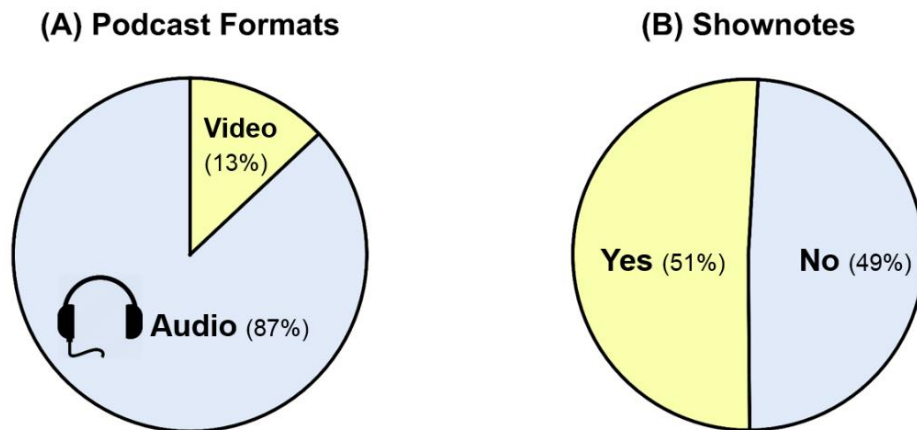 (A) Podcast Formats
Video
(13%)
Audio (87%)
(B) Shownotes
Yes (51%)
No (49%)